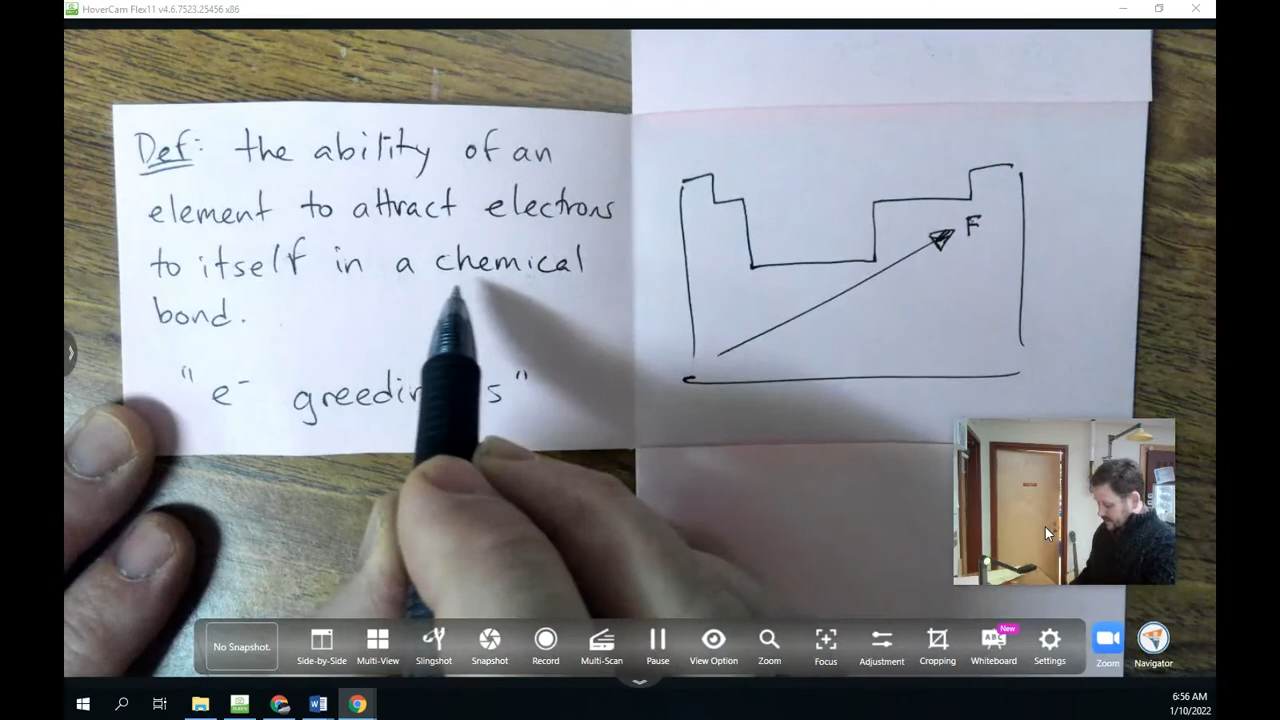 HoverCam Flex11 v4.6.7523.25456 x86
Def: the ability of an
element to attract electrons
to itself in a chemical
bond.
"e- "
F
No Snapshot.
Side-by-Side
Multi-View
Slingshot
Snapshot
Record
Multi-Scan
Pause
View Option
Zoom
Focus
Adjustment
Cropping
New
ABC
Whiteboard
Settings
Zoom
Navigator
6:56 AM
1/10/2022